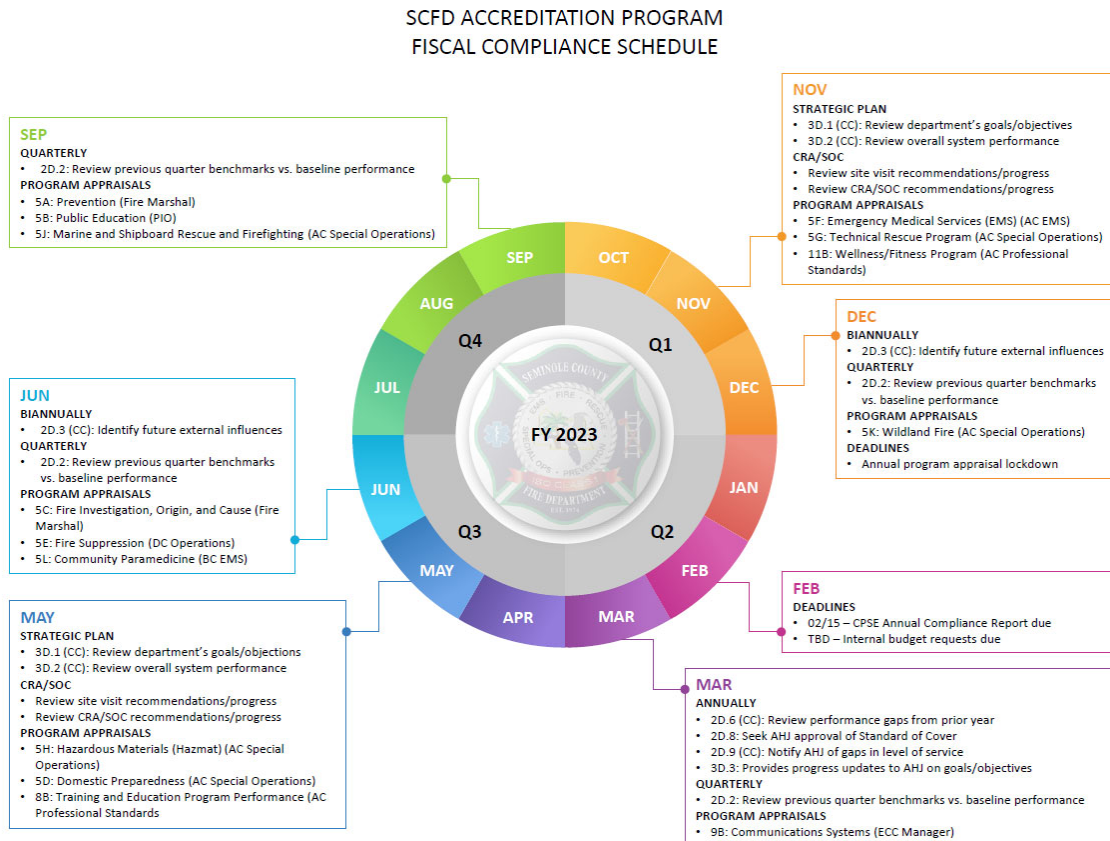 SCFD ACCREDITATION PROGRAM
FISCAL COMPLIANCE SCHEDULE
NOV
STRATEGIC PLAN
• 3D.1 (CC): Review department's goals/objectives
• 3D.2 (CC): Review overall system performance
CRA/SOC
• Review site visit recommendations/progress
• Review CRA/SOC recommendations/progress
PROGRAM APPRAISALS
• 5F: Emergency Medical Services (EMS) (AC EMS)
• 5G: Technical Rescue Program (AC Special Operations)
• 11B: Wellness/Fitness Program (AC Professional
Standards)
SEP
QUARTERLY
• 2D.2: Review previous quarter benchmarks vs. baseline performance
PROGRAM APPRAISALS
• 5A: Prevention (Fire Marshal)
• 5B: Public Education (PIO)
• 5J: Marine and Shipboard Rescue and Firefighting (AC Special Operations)
DEC
BIANNUALLY
• 2D.3 (CC): Identify future external influences
QUARTERLY
• 2D.2: Review previous quarter benchmarks
vs. baseline performance
PROGRAM APPRAISALS
• 5K: Wildland Fire (AC Special Operations)
DEADLINES
• Annual program appraisal lockdown
JUN
BIANNUALLY
• 2D.3 (CC): Identify future external influences
QUARTERLY
• 2D.2: Review previous quarter benchmarks
vs. baseline performance
PROGRAM APPRAISALS
• 5C: Fire Investigation, Origin, and Cause (Fire
Marshal)
• 5E: Fire Suppression (DC Operations)
• 5L: Community Paramedicine (BC EMS)
OCT
NOV
DEC
JAN
FEB
MAR
APR
MAY
JUN
JUL
AUG
SEP
Q1
Q2
Q3
Q4
SEMINOLE COUNTY
EMS FIRE RESCUE
SPECIAL OPS • PREVENTION
FY 2023
FIRE DEPARTMENT
EST. 1974
FEB
DEADLINES
• 02/15 – CPSE Annual Compliance Report due
• TBD – Internal budget requests due
MAY
STRATEGIC PLAN
• 3D.1 (CC): Review department's goals/objections
• 3D.2 (CC): Review overall system performance
CRA/SOC
• Review site visit recommendations/progress
• Review CRA/SOC recommendations/progress
PROGRAM APPRAISALS
• 5H: Hazardous Materials (Hazmat) (AC Special
Operations)
• 5D: Domestic Preparedness (AC Special Operations)
• 8B: Training and Education Program Performance (AC
Professional Standards
MAR
ANNUALLY
• 2D.6 (CC): Review performance gaps from prior year
• 2D.8: Seek AHJ approval of Standard of Cover
• 2D.9 (CC): Notify AHJ of gaps in level of service
• 3D.3: Provides progress updates to AHJ on goals/objectives
QUARTERLY
• 2D.2: Review previous quarter benchmarks vs. baseline performance
PROGRAM APPRAISALS
• 9B: Communications Systems (ECC Manager)